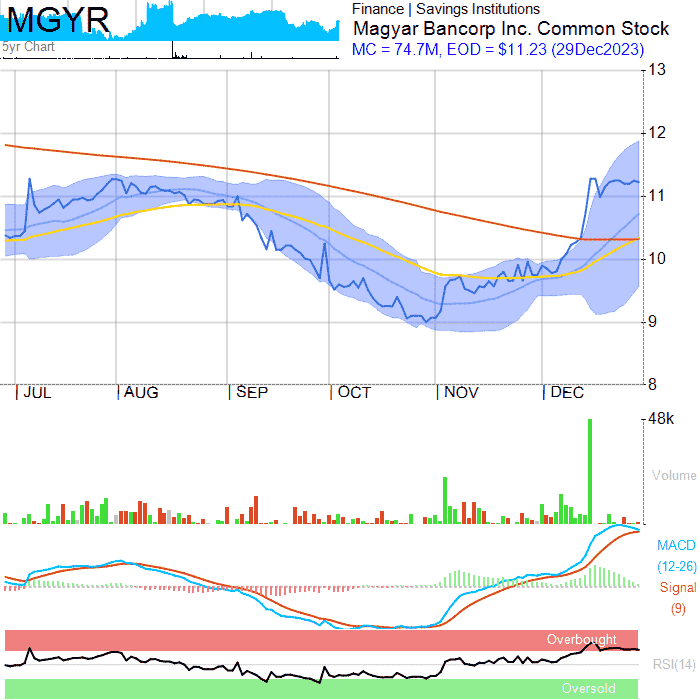 MGYR
5yr Chart
Finance | Savings Institutions
Magyar Bancorp Inc. Common Stock
MC = 74.7M, EOD = $11.23 (29Dec2023)
13
12
11
10
9
8
JUL
AUG
SEP
OCT
NOV
DEC
48k
Volume
MACD
(12-26)
Signal
(9)
Overbought
RSI(14)
Oversold